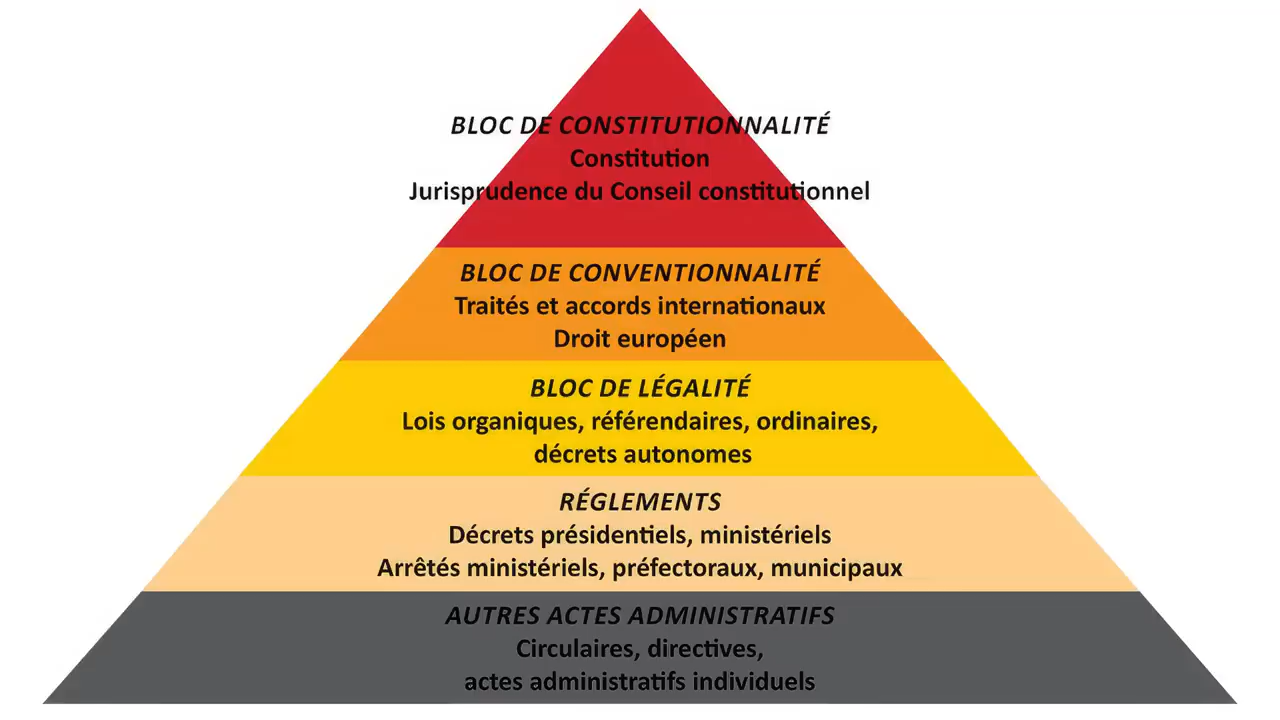 BLOC DE CONSTITUTIONNALITÉ
Constitution
Jurisprudence du Conseil constitutionnel
BLOC DE CONVENTIONNALITÉ
Traités et accords internationaux
Droit européen
BLOC DE LÉGALITÉ
Lois organiques, référendaires, ordinaires,
décrets autonomes
RÉGLEMENTS
Décrets présidentiels, ministériels
Arrêtés ministériels, préfectoraux, municipaux
AUTRES ACTES ADMINISTRATIFS
Circulaires, directives,
actes administratifs individuels